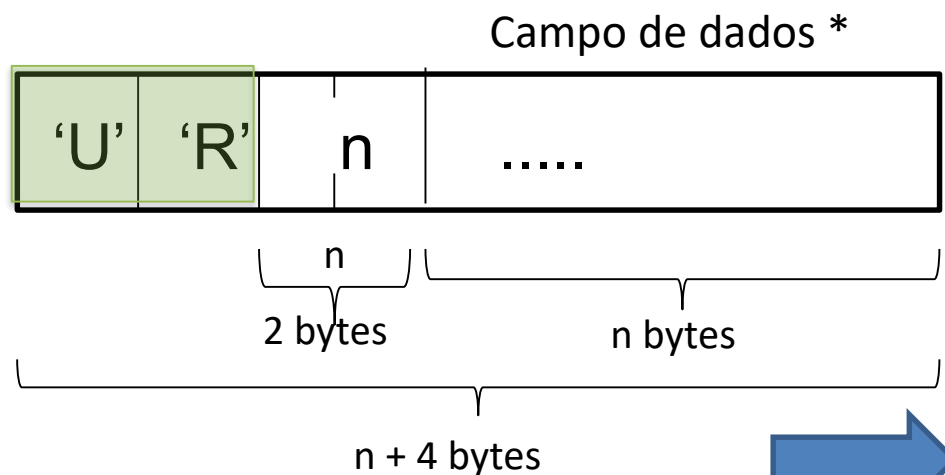 Campo de dados *
‘U’ ‘R’ n .....
n
2 bytes n bytes
n + 4 bytes